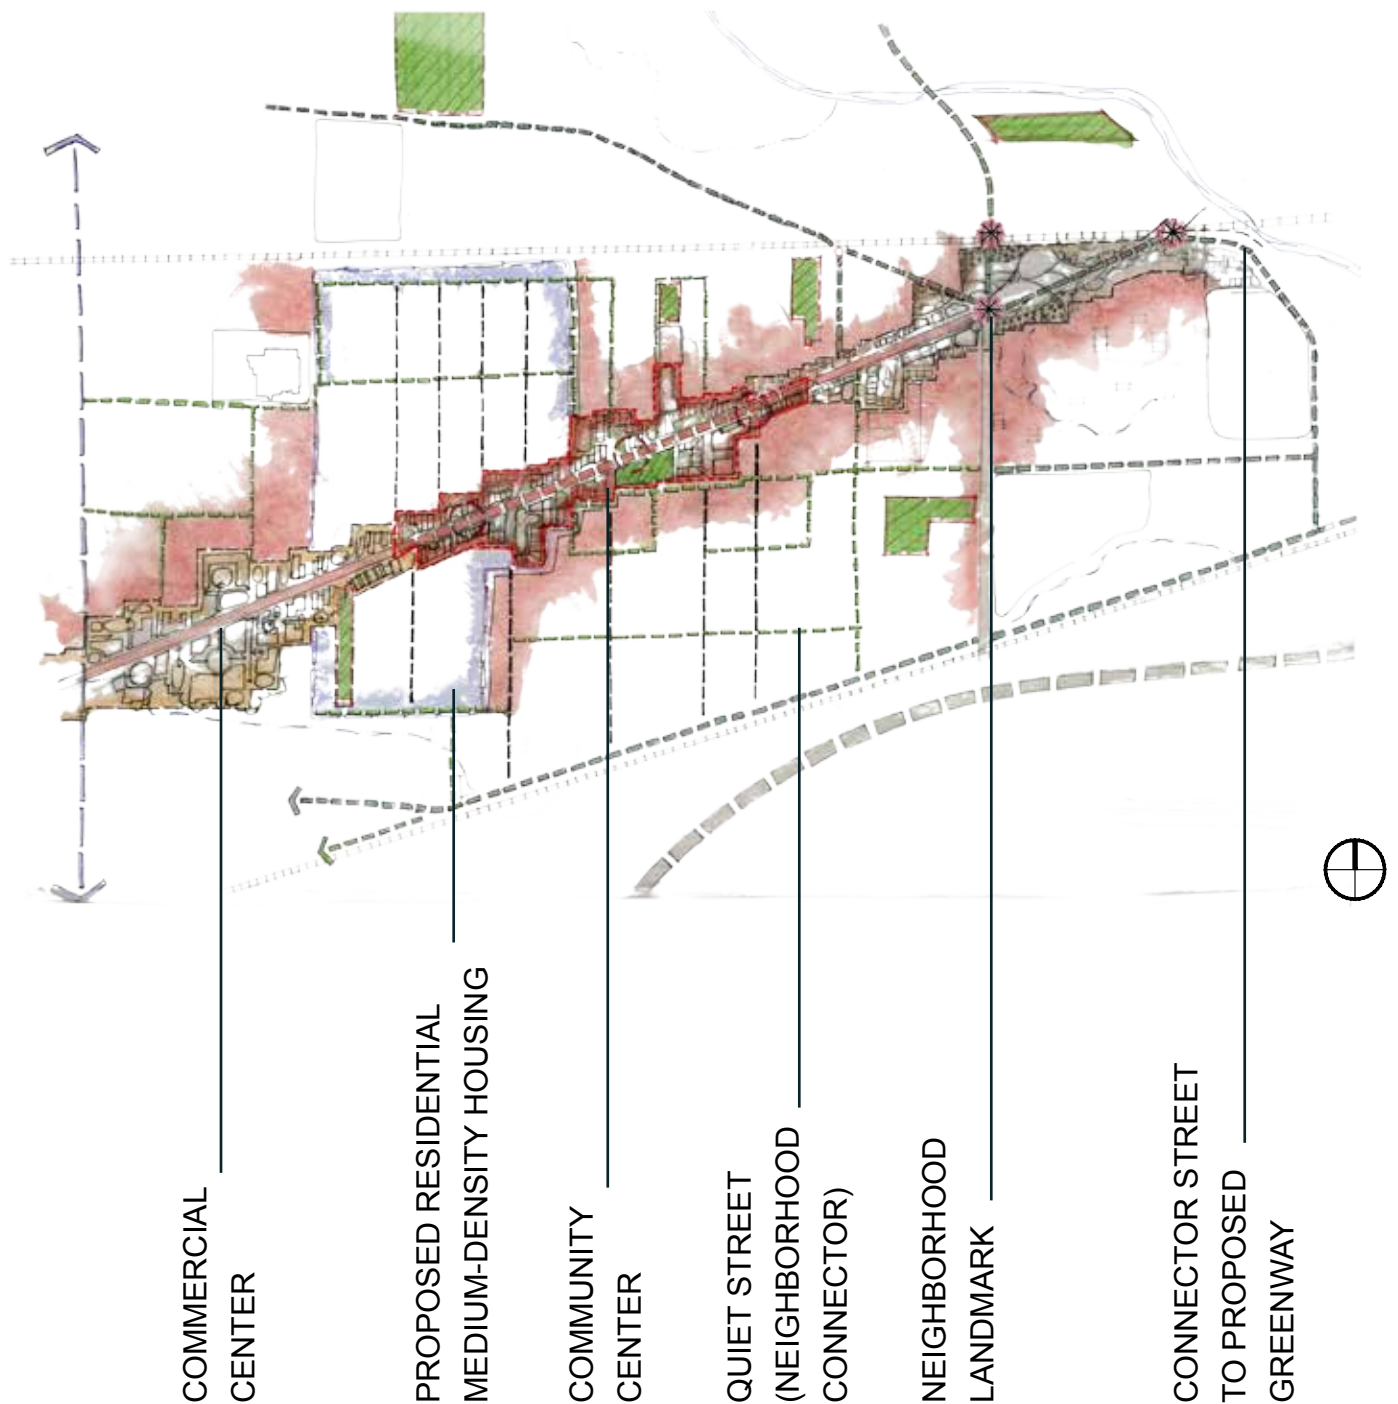 COMMERCIAL
CENTER
PROPOSED RESIDENTIAL
MEDIUM-DENSITY HOUSING
COMMUNITY
CENTER
QUIET STREET
(NEIGHBORHOOD
CONNECTOR)
NEIGHBORHOOD
LANDMARK
CONNECTOR STREET
TO PROPOSED
GREENWAY